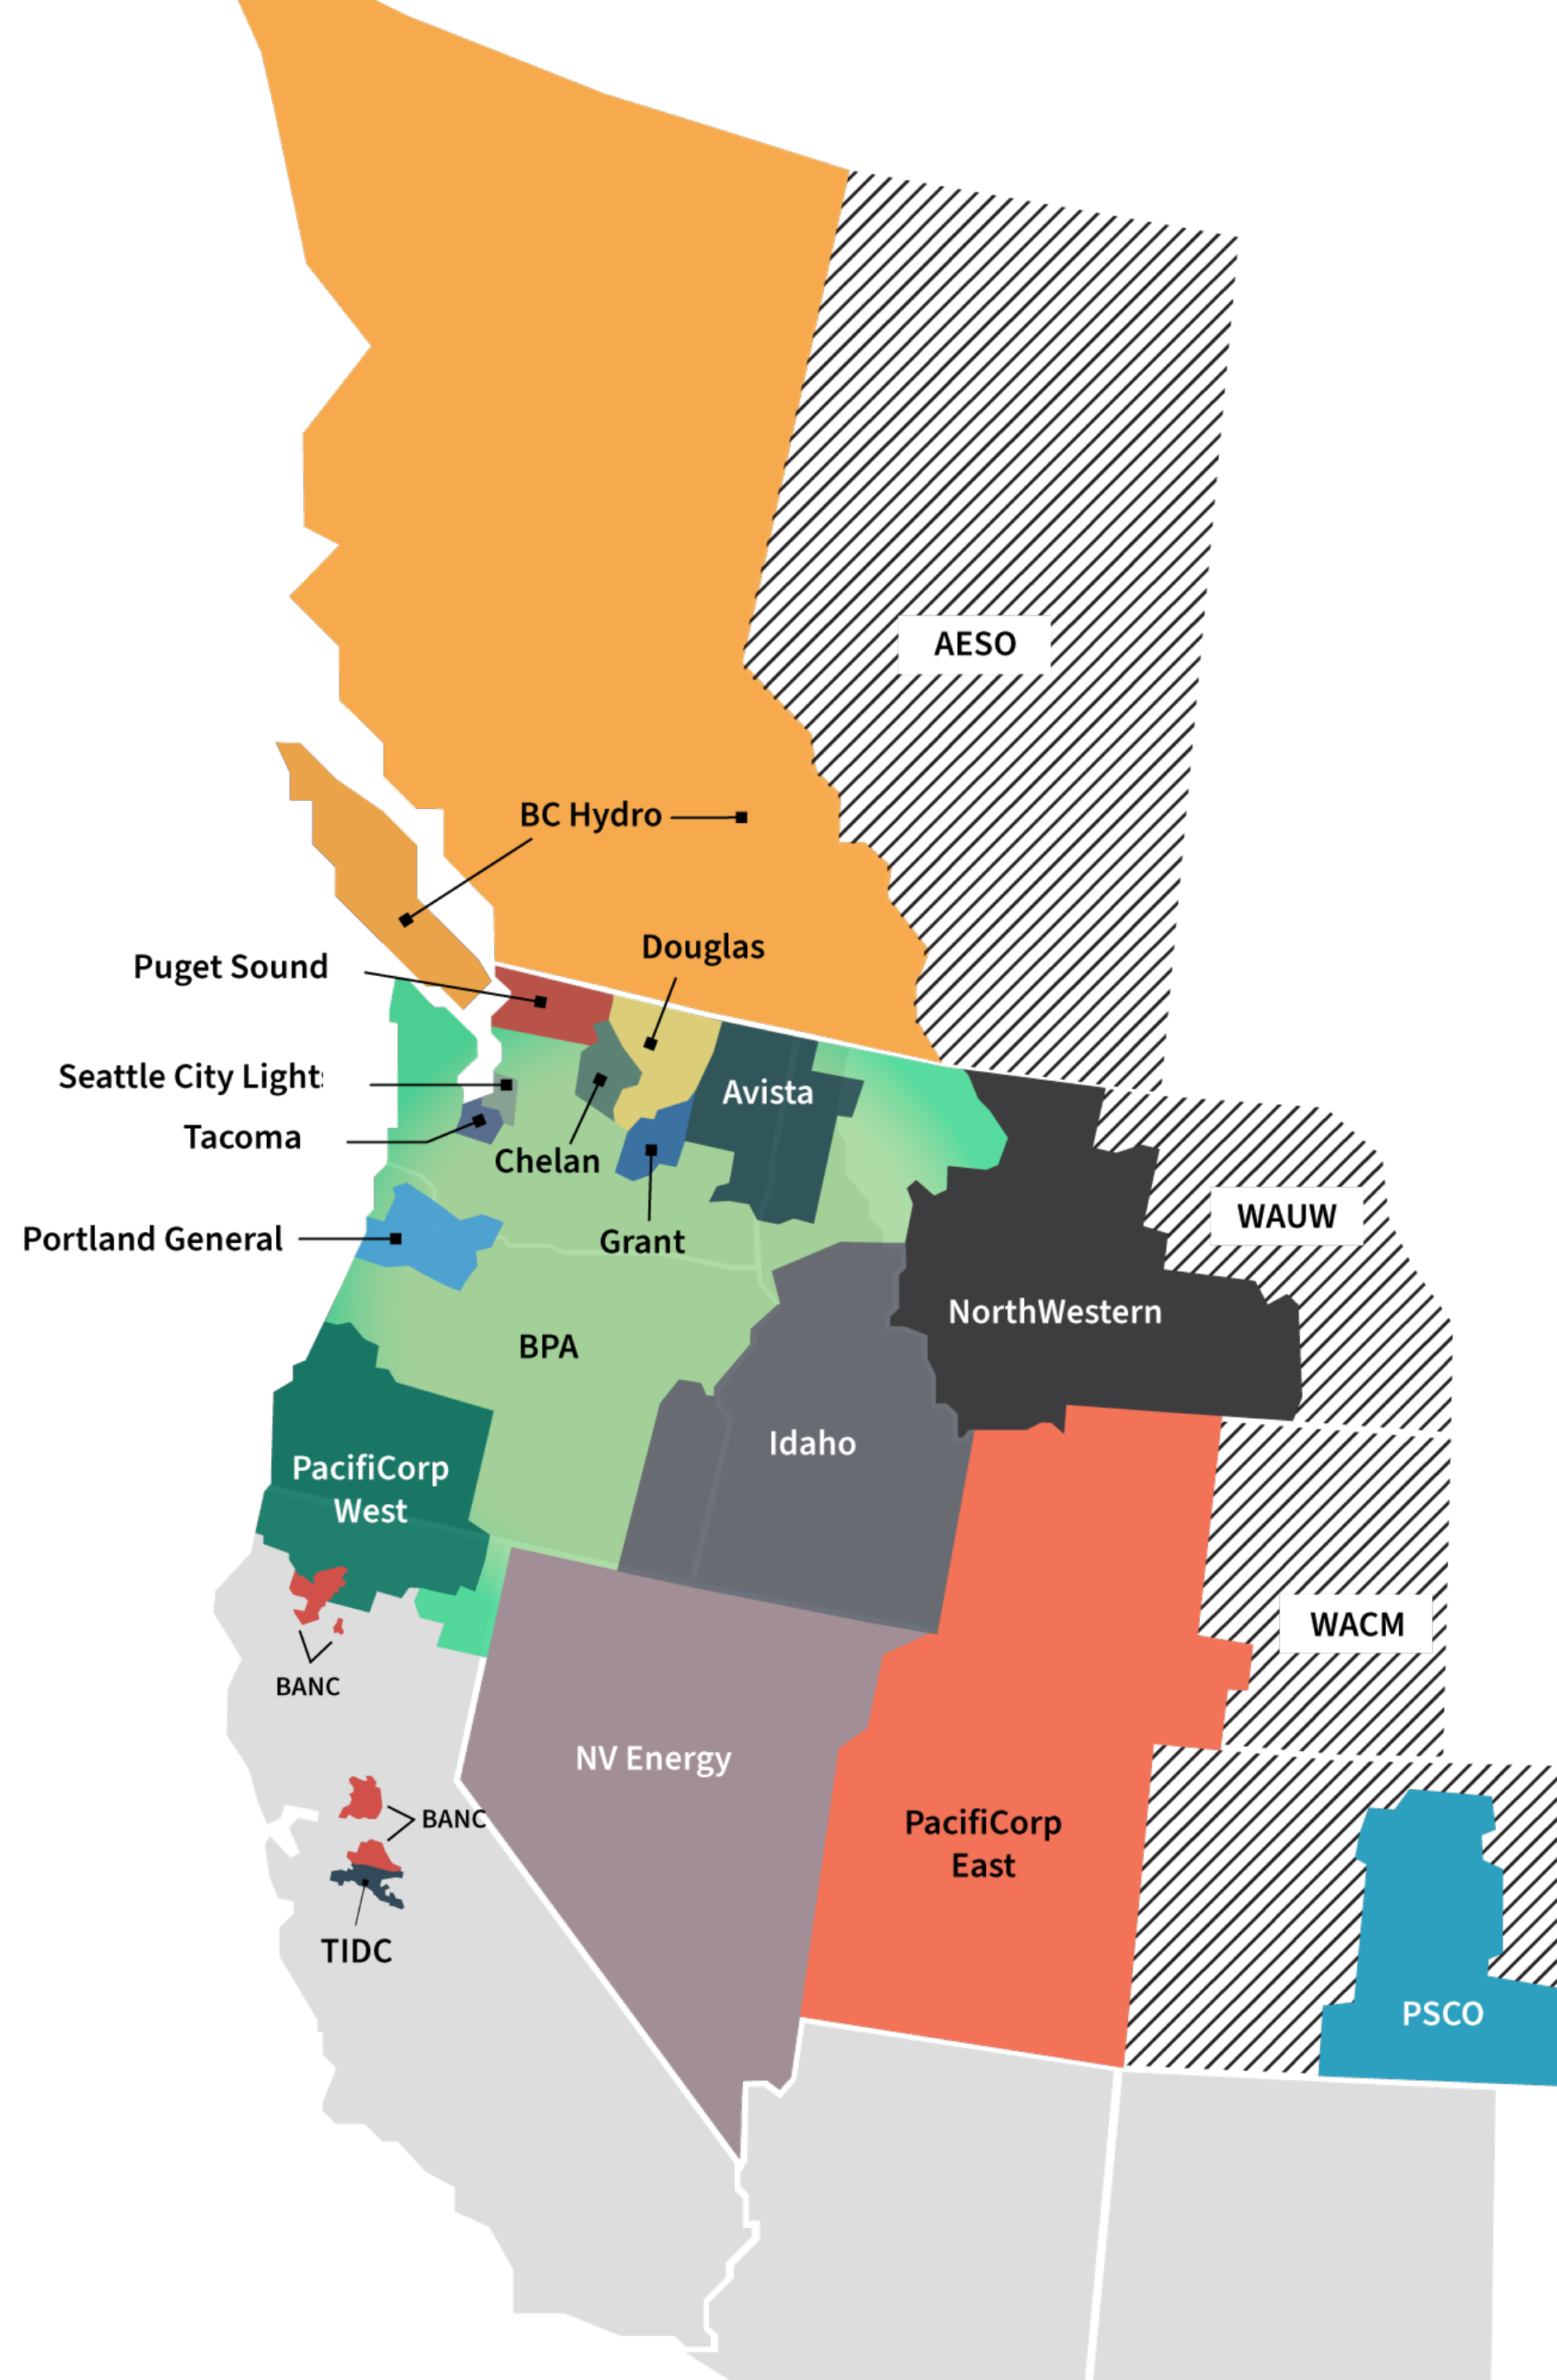 AESO
BC Hydro
Douglas
Puget Sound
Seattle City Light
Avista
Tacoma
Chelan
WAUW
Portland General
Grant
NorthWestern
BPA
Idaho
PacifiCorp
West
WACM
BANC
NV Energy
BANC
PacifiCorp
East
TIDC
PSCO